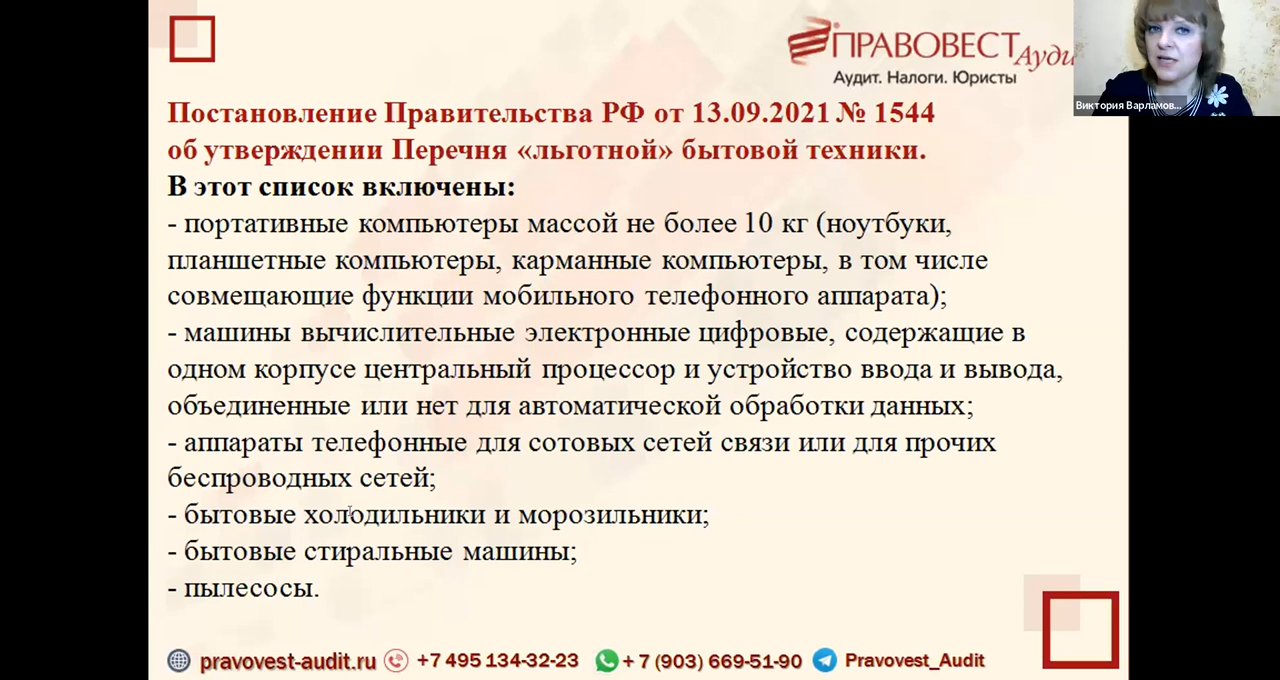 ПРАВОВЕСТ
Аудит. Налоги. Юристы
Виктория Варламов...
Постановление Правительства РФ от 13.09.2021 № 1544
об утверждении Перечня «льготной» бытовой техники.
В этот список включены:
- портативные компьютеры массой не более 10 кг (ноутбуки,
планшетные компьютеры, карманные компьютеры, в том числе
совмещающие функции мобильного телефонного аппарата);
- машины вычислительные электронные цифровые, содержащие в
одном корпусе центральный процессор и устройство ввода и вывода,
объединенные или нет для автоматической обработки данных;
- аппараты телефонные для сотовых сетей связи или для прочих
беспроводных сетей;
- бытовые холодильники и морозильники;
- бытовые стиральные машины;
- пылесосы.
pravovest-audit.ru +7 495 134-32-23 + 7 (903) 669-51-90 Pravovest_Audit